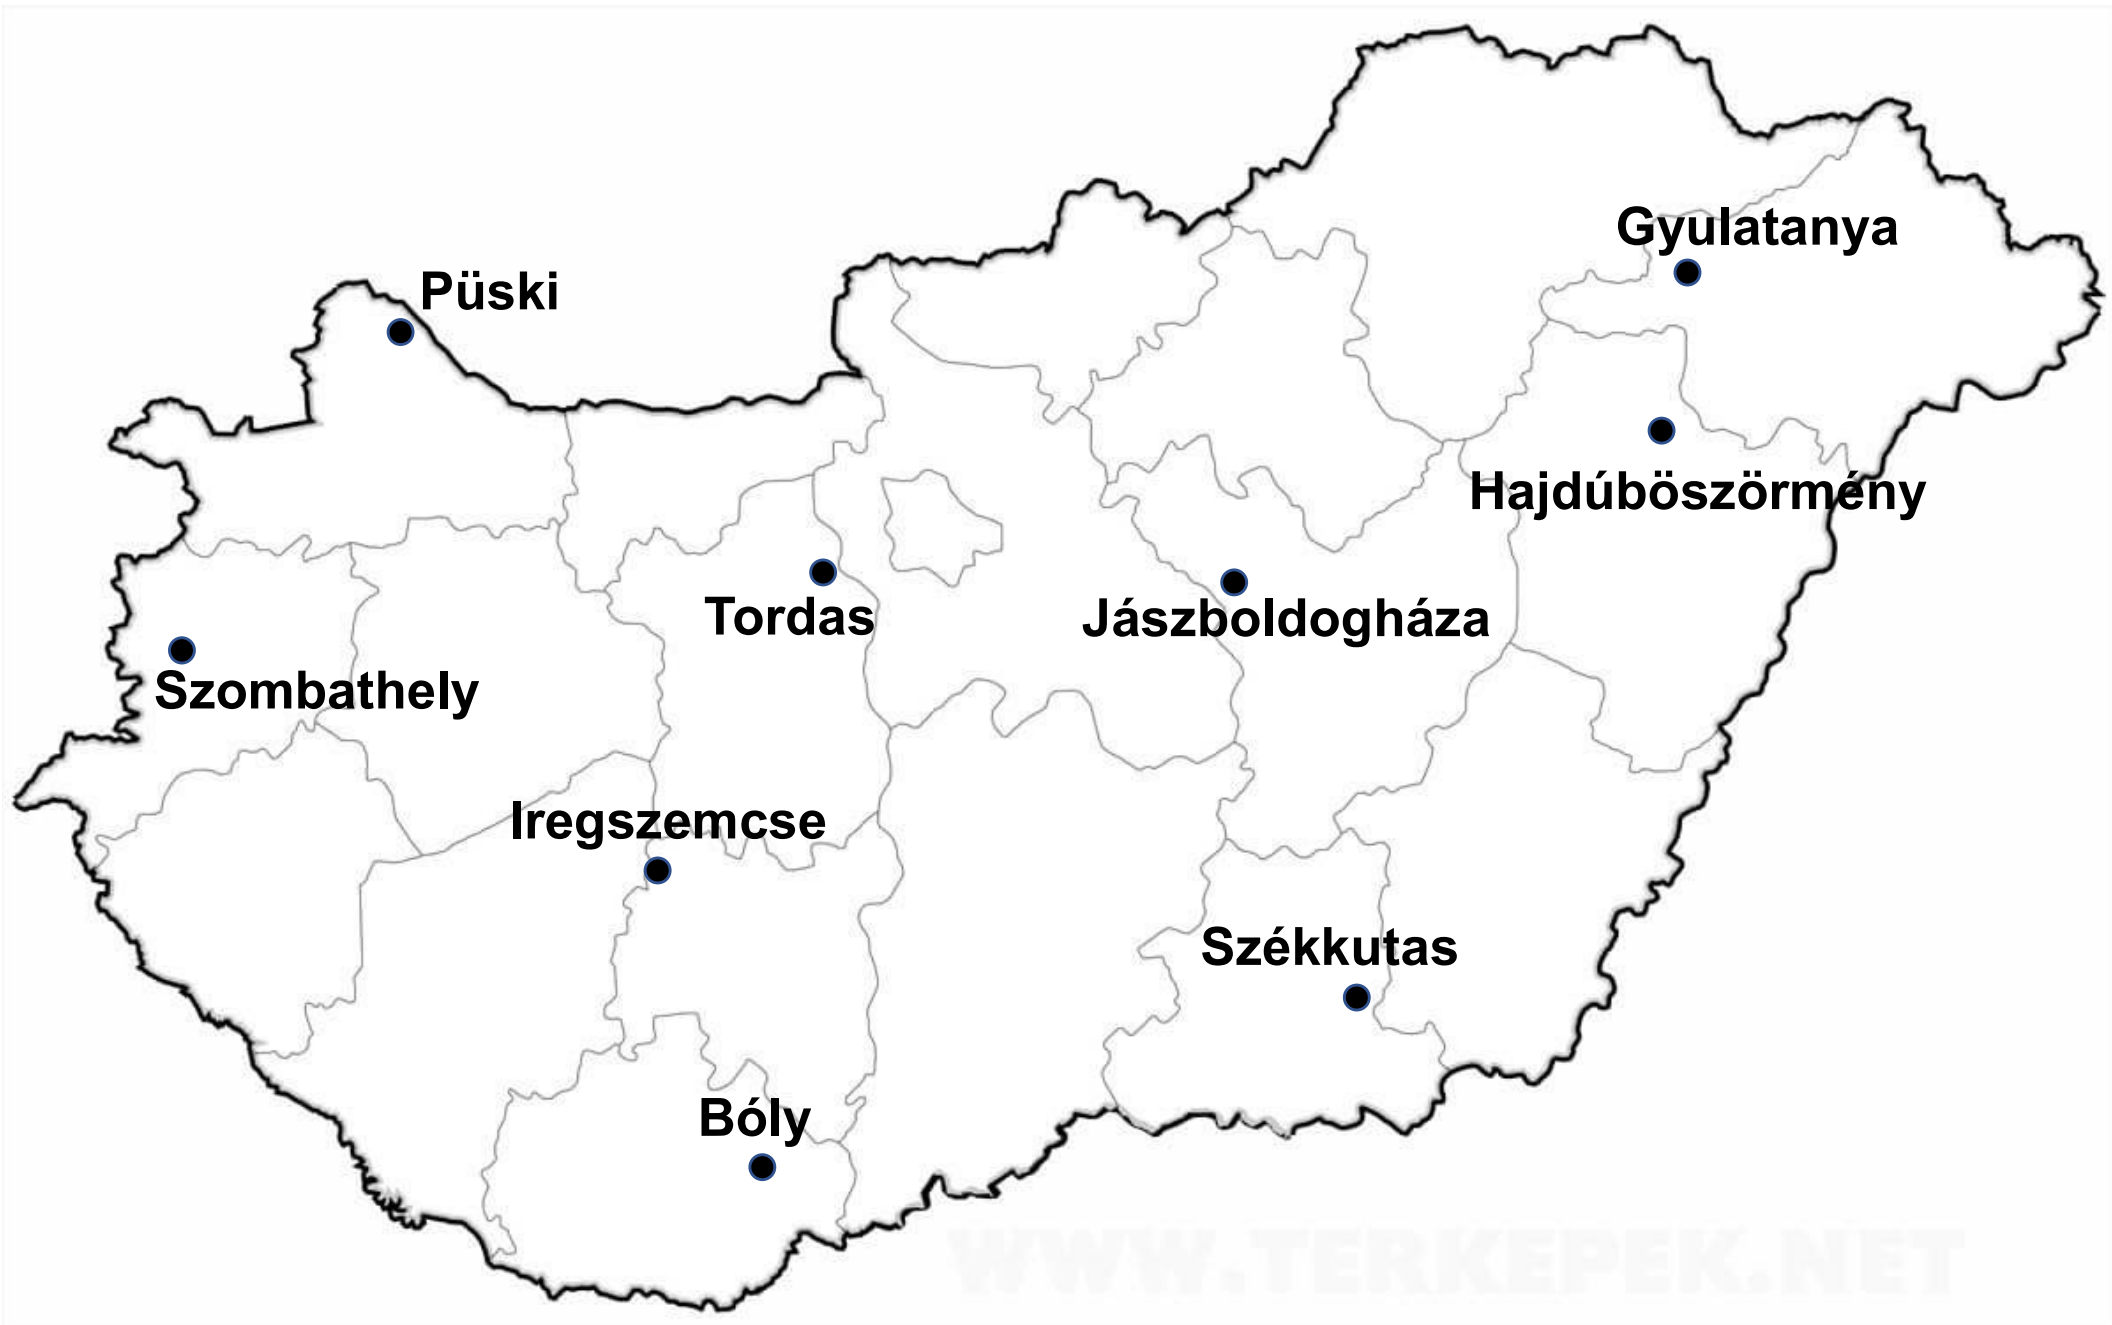 Gyulatanya
Püski
Hajdúböszörmény
Tordas
Jászboldogháza
Szombathely
Iregszemcse
Székkutas
Bóly
WWW.TERKEPEK.NET